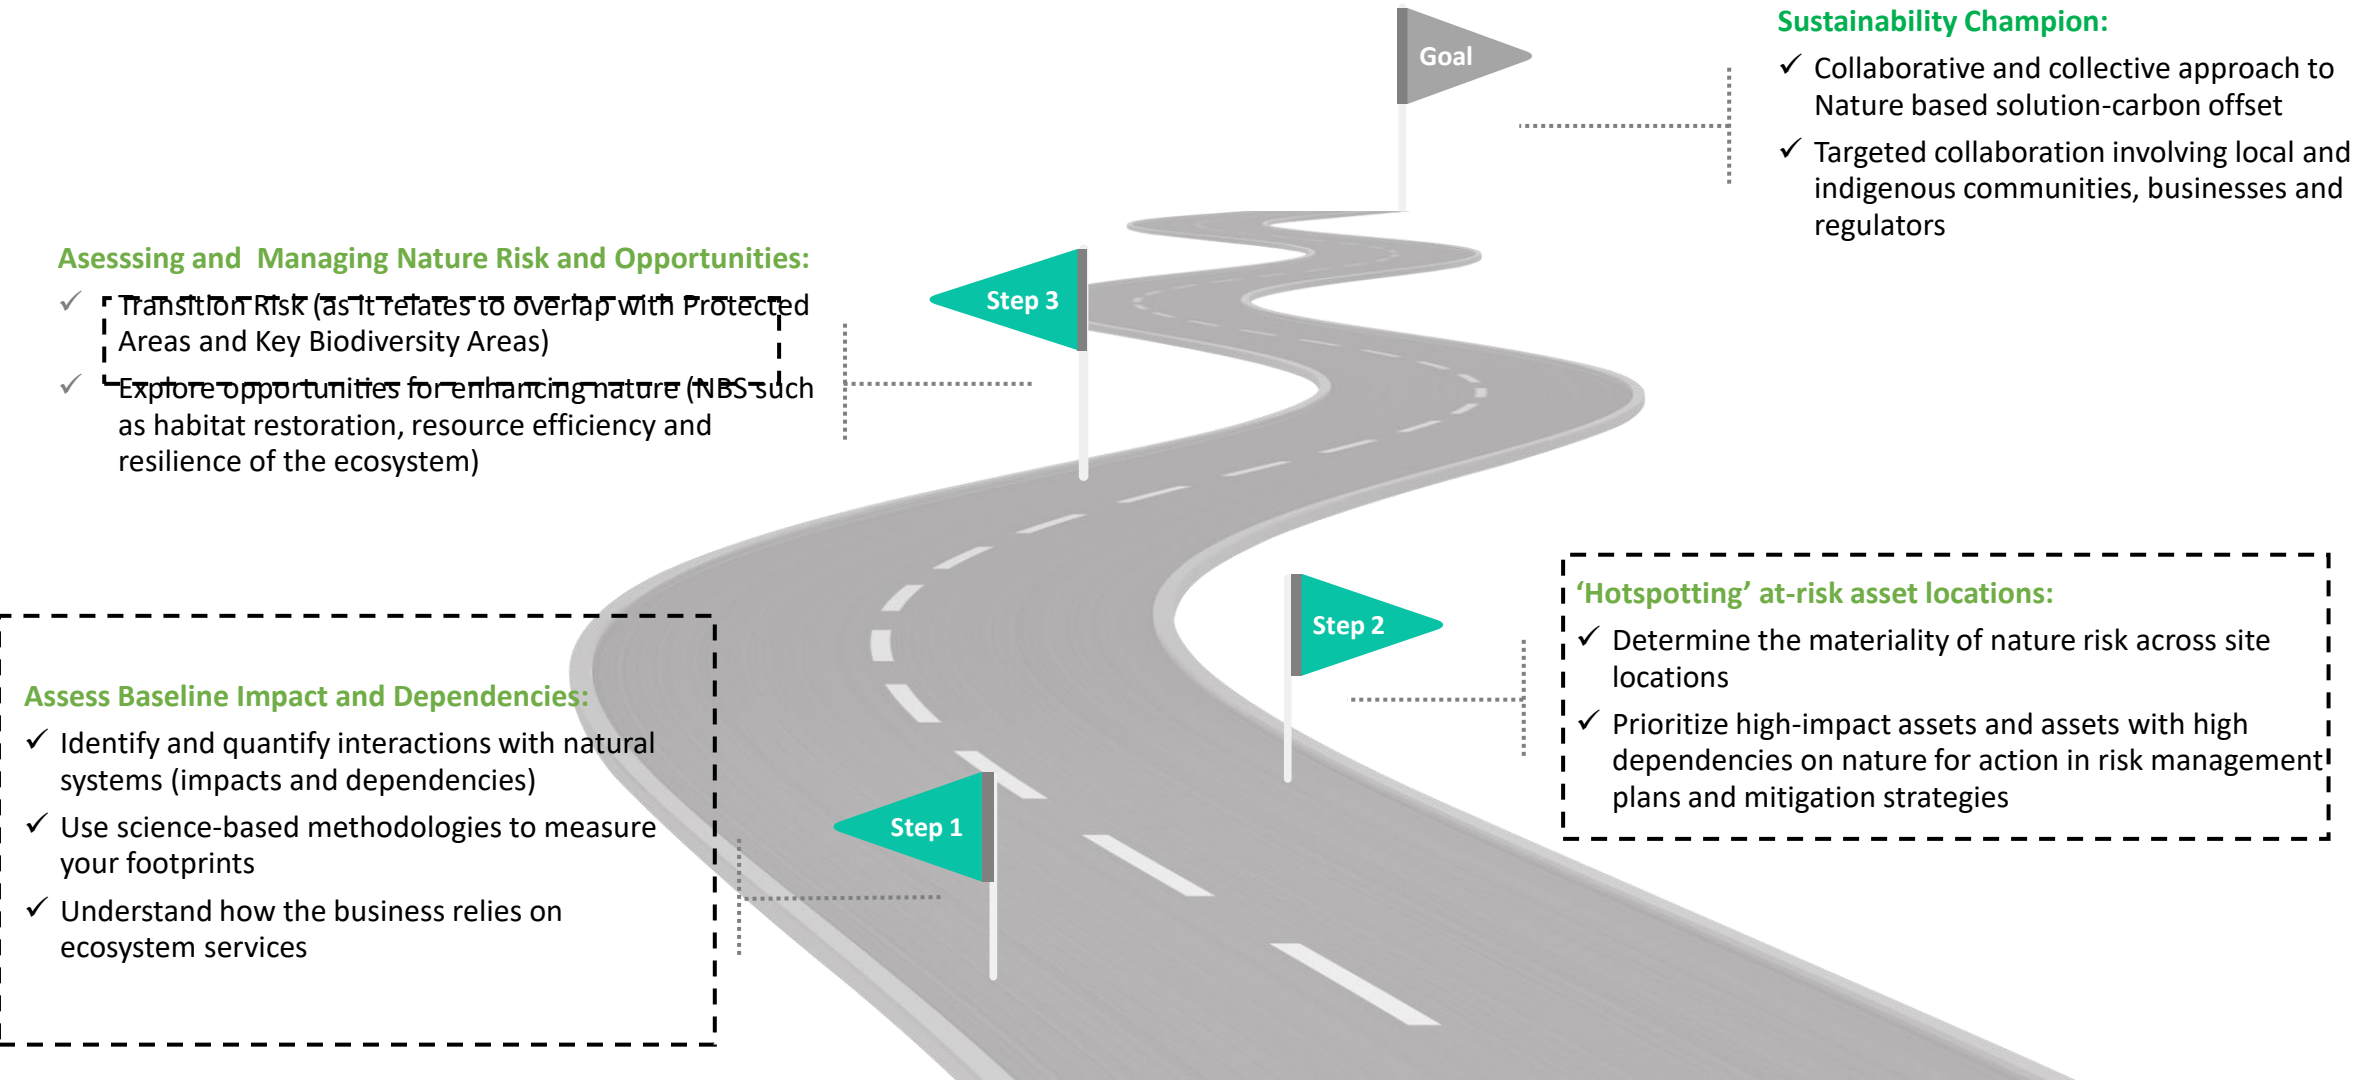 Goal
Sustainability Champion:
✓ Collaborative and collective approach to
Nature based solution-carbon offset
✓ Targeted collaboration involving local and
indigenous communities, businesses and
regulators
Asesssing and  Managing Nature Risk and Opportunities:
✓ Transition Risk (as it relates to overlap with Protected
Areas and Key Biodiversity Areas)
✓ Explore opportunities for enhancing nature (NBS such
as habitat restoration, resource efficiency and
resilience of the ecosystem)
Step 3
Step 2
‘Hotspotting’ at-risk asset locations:
✓ Determine the materiality of nature risk across site
locations
✓ Prioritize high-impact assets and assets with high
dependencies on nature for action in risk management
plans and mitigation strategies
Assess Baseline Impact and Dependencies:
✓ Identify and quantify interactions with natural
systems (impacts and dependencies)
✓ Use science-based methodologies to measure
your footprints
✓ Understand how the business relies on
ecosystem services
Step 1